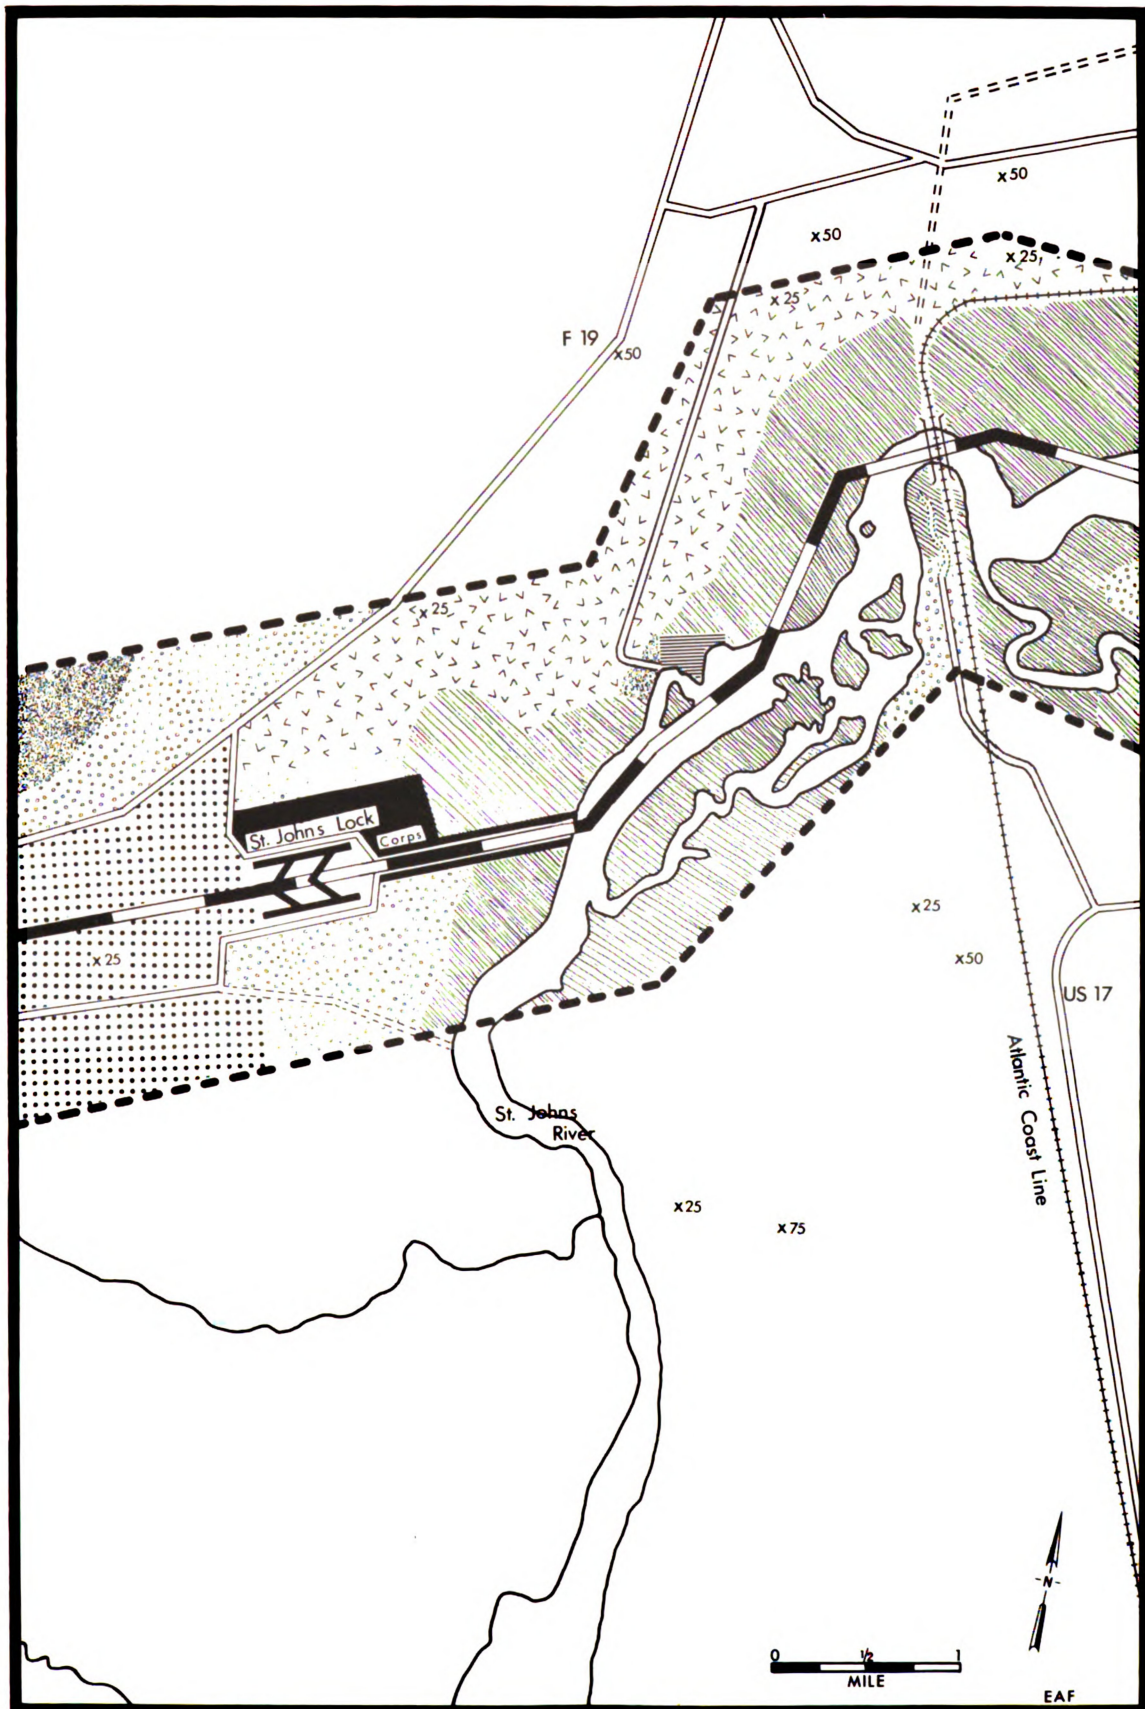 x50
x50
x25
x25
F 19
x50
x25
St. Johns Lock
Corps
x25
x25
x50
US 17
Atlantic Coast Line
St. Johns
River
x25
x75
N
0 ½ 1
MILE
EAF